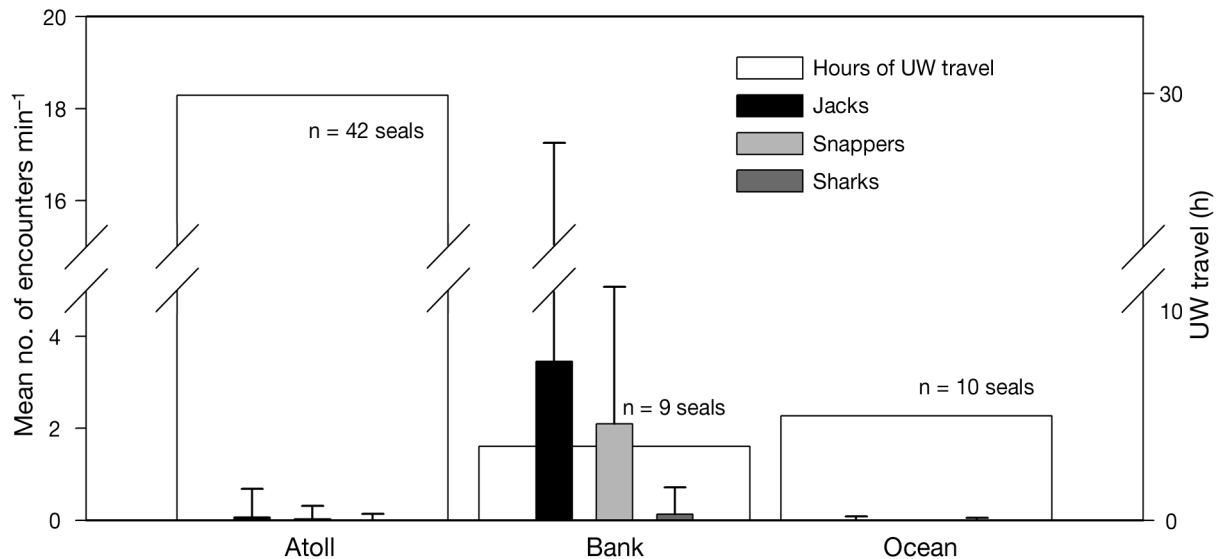 20
18
16
4
2
0
Mean no. of encounters min⁻¹
n = 42 seals
Hours of UW travel
Jacks
Snappers
Sharks
n = 9 seals
n = 10 seals
30
10
0
UW travel (h)
Atoll
Bank
Ocean